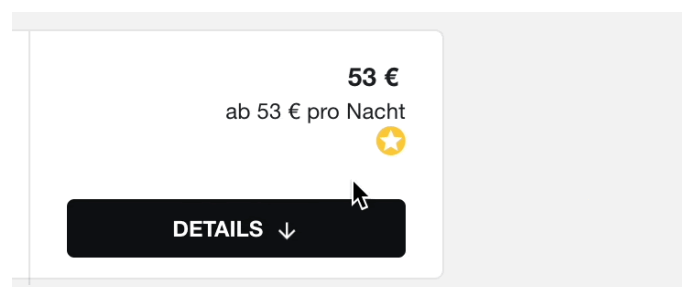 53 €
ab 53 € pro Nacht
DETAILS ↓